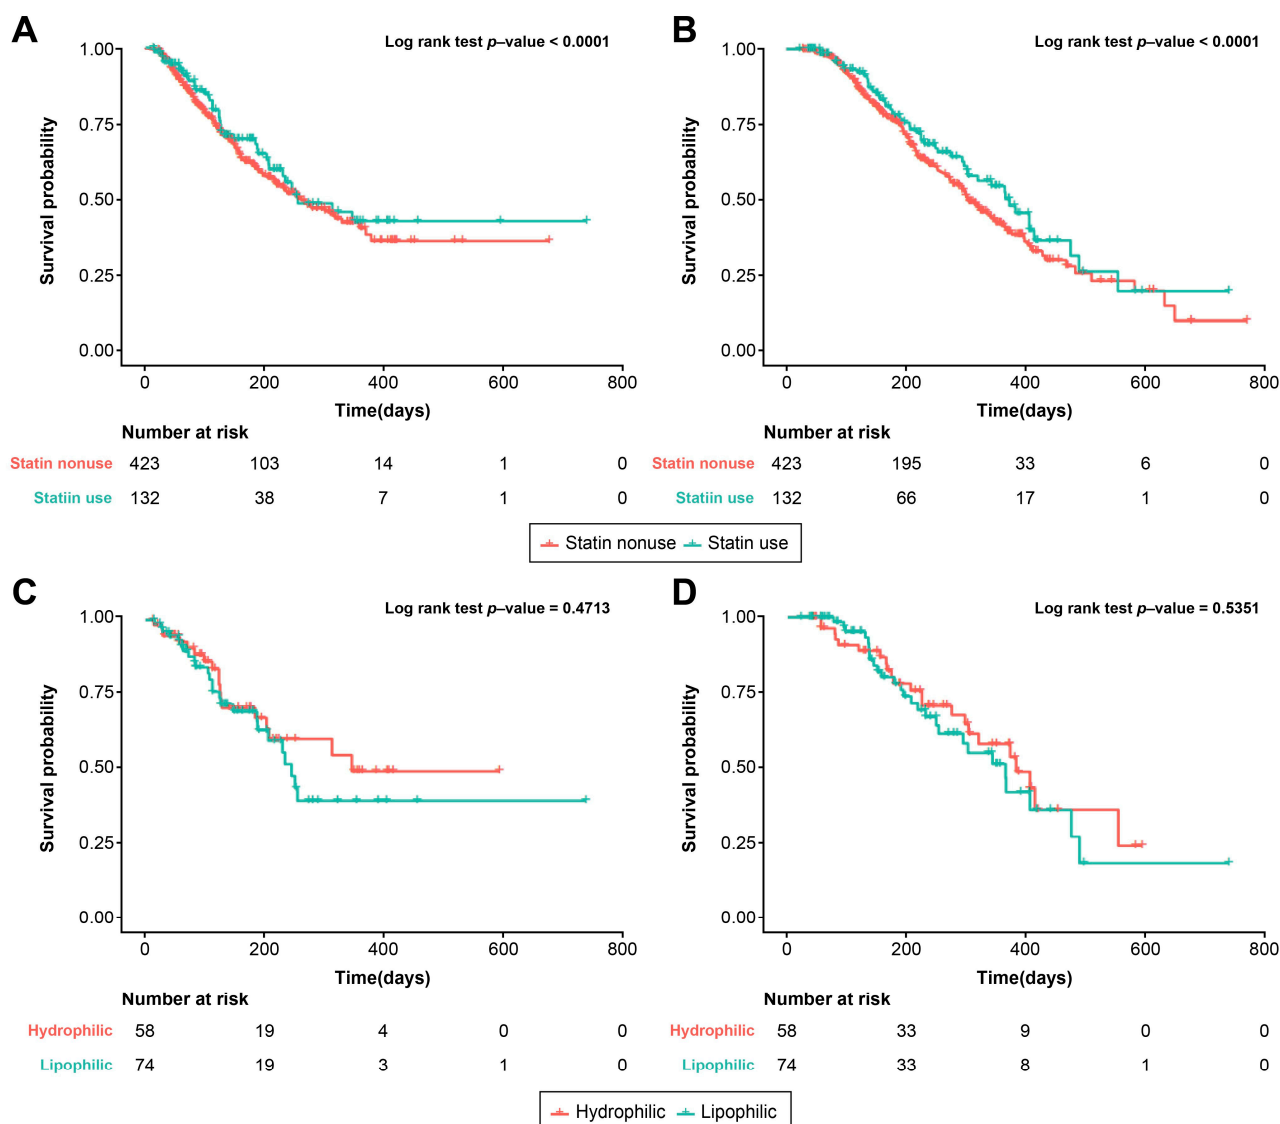 A
Log rank test p–value < 0.0001
Survival probability
1.00
0.75
0.50
0.25
0.00
0 200 400 600 800
Time(days)
Number at risk
Statin nonuse 423 103 14 1 0
Statiin use 132 38 7 1 0
B
Log rank test p–value < 0.0001
Survival probability
1.00
0.75
0.50
0.25
0.00
0 200 400 600 800
Time(days)
Number at risk
Statin nonuse 423 195 33 6 0
Statiin use 132 66 17 1 0
Statin nonuse Statin use
C
Log rank test p–value = 0.4713
Survival probability
1.00
0.75
0.50
0.25
0.00
0 200 400 600 800
Time(days)
Number at risk
Hydrophilic 58 19 4 0 0
Lipophilic 74 19 3 1 0
D
Log rank test p–value = 0.5351
Survival probability
1.00
0.75
0.50
0.25
0.00
0 200 400 600 800
Time(days)
Number at risk
Hydrophilic 58 33 9 0 0
Lipophilic 74 33 8 1 0
Hydrophilic Lipophilic